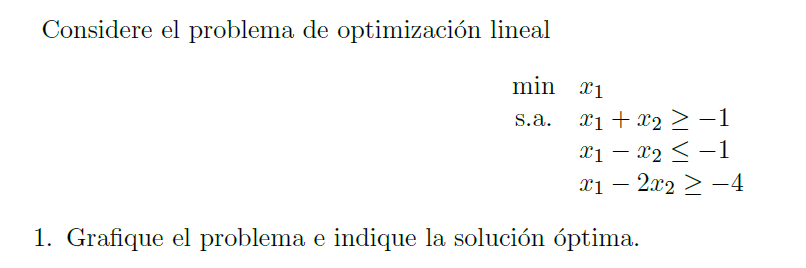 Considere el problema de optimización lineal
min x₁
s.a. x₁ + x₂ ≥ −1
x₁ − x₂ ≤ −1
x₁ − 2x₂ ≥ −4
1. Grafique el problema e indique la solución óptima.